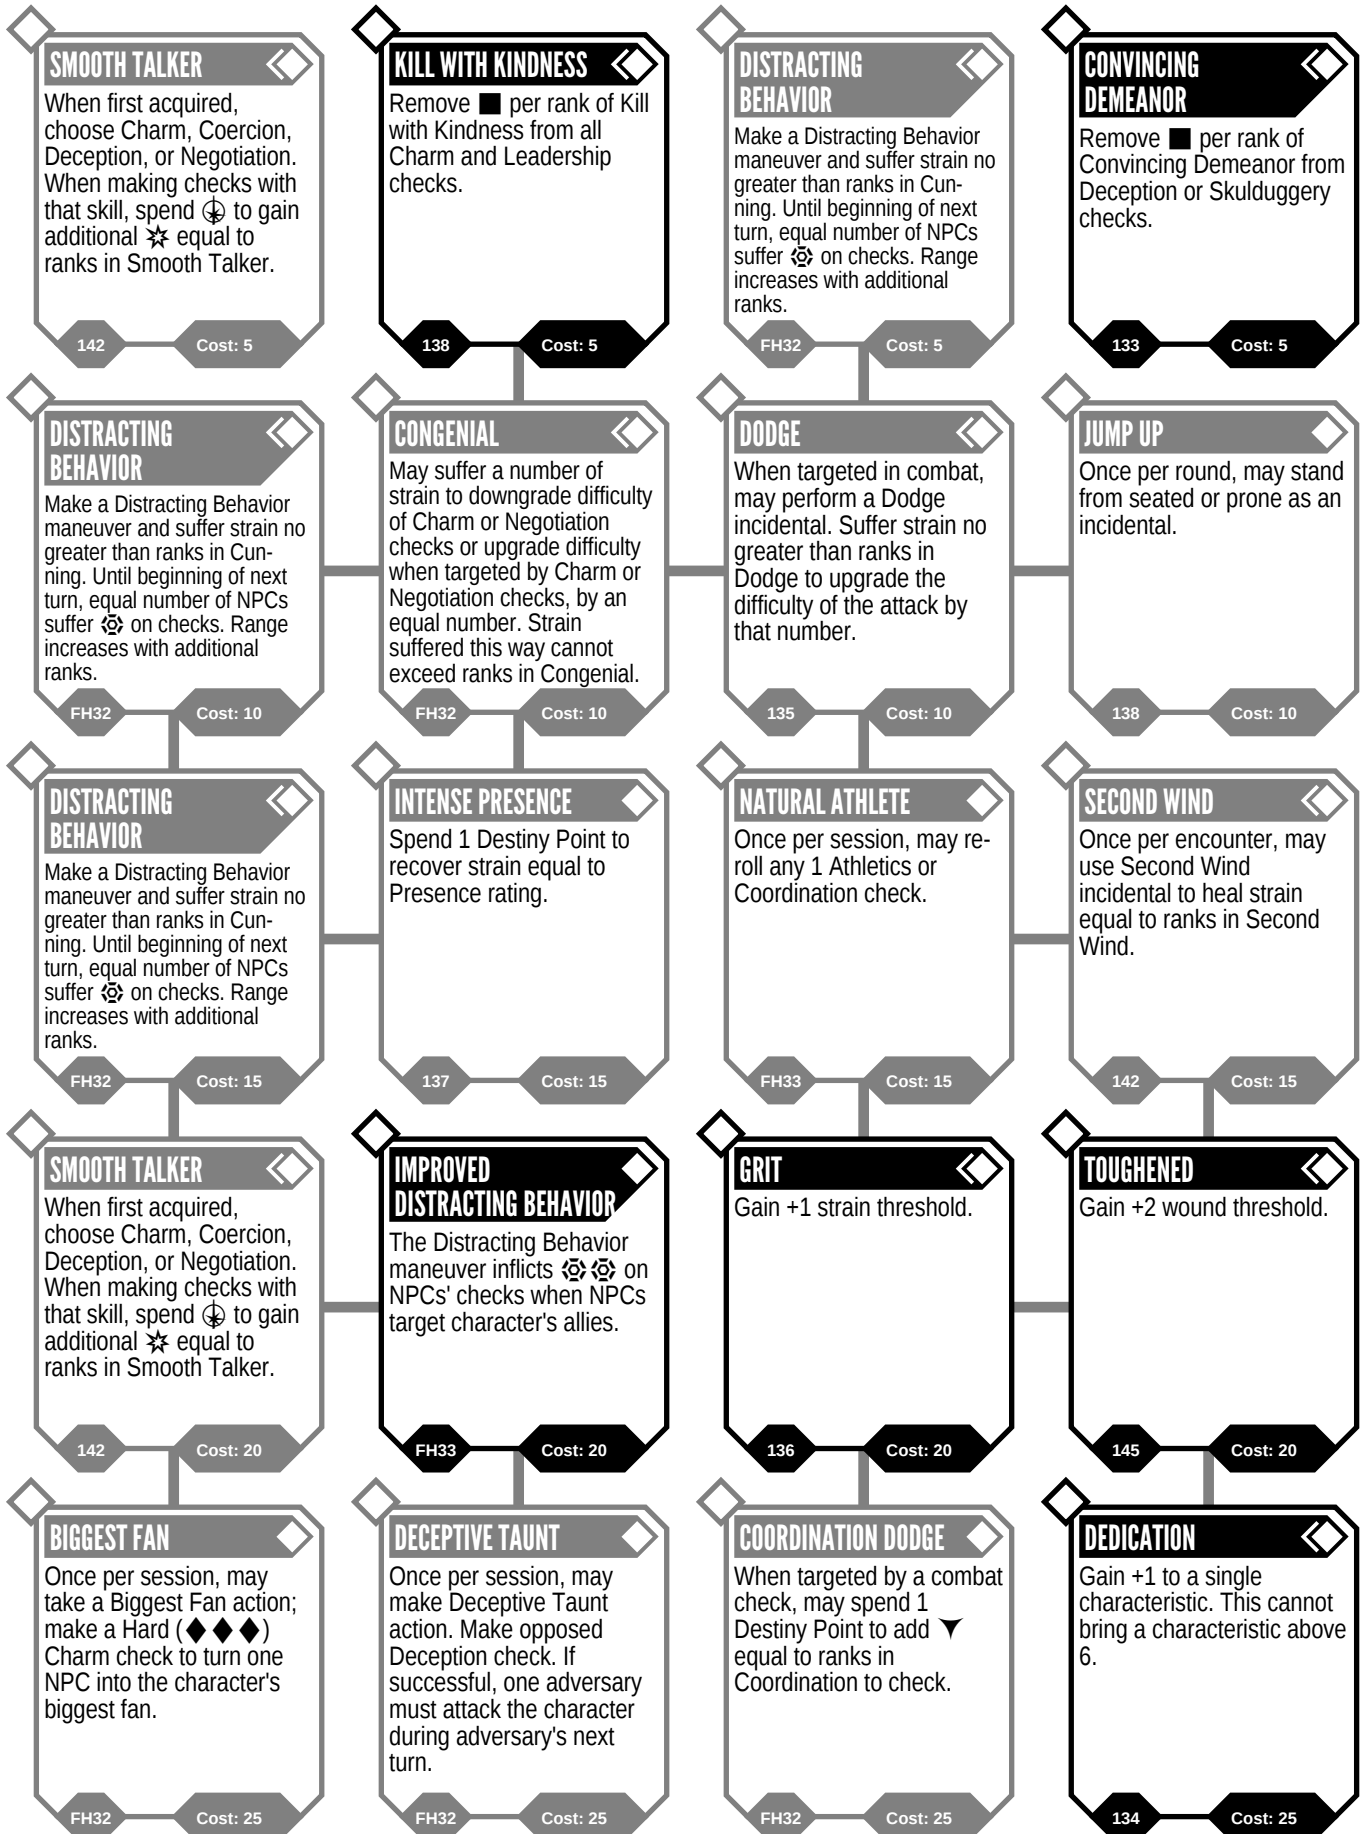 SMOOTH TALKER
When first acquired,
choose Charm, Coercion,
Deception, or Negotiation.
When making checks with
that skill, spend to gain
additional equal to
ranks in Smooth Talker.
142
Cost: 5
KILL WITH KINDNESS
Remove ■ per rank of Kill
with Kindness from all
Charm and Leadership
checks.
138
Cost: 5
DISTRACTING
BEHAVIOR
Make a Distracting Behavior
maneuver and suffer strain no
greater than ranks in Cun-
ning. Until beginning of next
turn, equal number of NPCs
suffer on checks. Range
increases with additional
ranks.
FH32
Cost: 5
CONVINCING
DEMEANOR
Remove ■ per rank of
Convincing Demeanor from
Deception or Skulduggery
checks.
133
Cost: 5
DISTRACTING
BEHAVIOR
Make a Distracting Behavior
maneuver and suffer strain no
greater than ranks in Cun-
ning. Until beginning of next
turn, equal number of NPCs
suffer on checks. Range
increases with additional
ranks.
FH32
Cost: 10
CONGENIAL
May suffer a number of
strain to downgrade difficulty
of Charm or Negotiation
checks or upgrade difficulty
when targeted by Charm or
Negotiation checks, by an
equal number. Strain
suffered this way cannot
exceed ranks in Congenial.
FH32
Cost: 10
DODGE
When targeted in combat,
may perform a Dodge
incidental. Suffer strain no
greater than ranks in
Dodge to upgrade the
difficulty of the attack by
that number.
135
Cost: 10
JUMP UP
Once per round, may stand
from seated or prone as an
incidental.
138
Cost: 10
DISTRACTING
BEHAVIOR
Make a Distracting Behavior
maneuver and suffer strain no
greater than ranks in Cun-
ning. Until beginning of next
turn, equal number of NPCs
suffer on checks. Range
increases with additional
ranks.
FH32
Cost: 15
INTENSE PRESENCE
Spend 1 Destiny Point to
recover strain equal to
Presence rating.
137
Cost: 15
NATURAL ATHLETE
Once per session, may re-
roll any 1 Athletics or
Coordination check.
FH33
Cost: 15
SECOND WIND
Once per encounter, may
use Second Wind
incidental to heal strain
equal to ranks in Second
Wind.
142
Cost: 15
SMOOTH TALKER
When first acquired,
choose Charm, Coercion,
Deception, or Negotiation.
When making checks with
that skill, spend to gain
additional equal to
ranks in Smooth Talker.
142
Cost: 20
IMPROVED
DISTRACTING BEHAVIOR
The Distracting Behavior
maneuver inflicts on
NPCs' checks when NPCs
target character's allies.
FH33
Cost: 20
GRIT
Gain +1 strain threshold.
136
Cost: 20
TOUGHENED
Gain +2 wound threshold.
145
Cost: 20
BIGGEST FAN
Once per session, may
take a Biggest Fan action;
make a Hard (◆◆◆)
Charm check to turn one
NPC into the character's
biggest fan.
FH32
Cost: 25
DECEPTIVE TAUNT
Once per session, may
make Deceptive Taunt
action. Make opposed
Deception check. If
successful, one adversary
must attack the character
during adversary's next
turn.
FH32
Cost: 25
COORDINATION DODGE
When targeted by a combat
check, may spend 1
Destiny Point to add
equal to ranks in
Coordination to check.
FH32
Cost: 25
DEDICATION
Gain +1 to a single
characteristic. This cannot
bring a characteristic above
6.
134
Cost: 25